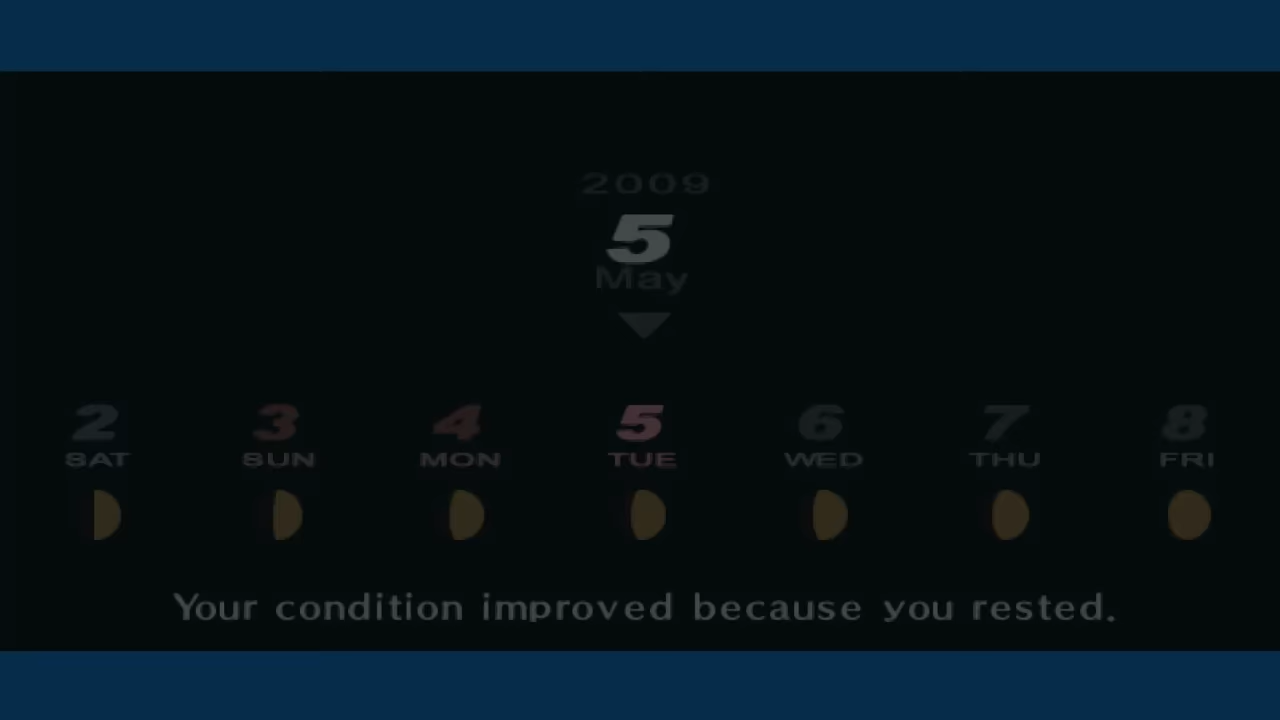 2009
5
May
2 3 4 5 6 7 8
SAT SUN MON TUE WED THU FRI
Your condition improved because you rested.